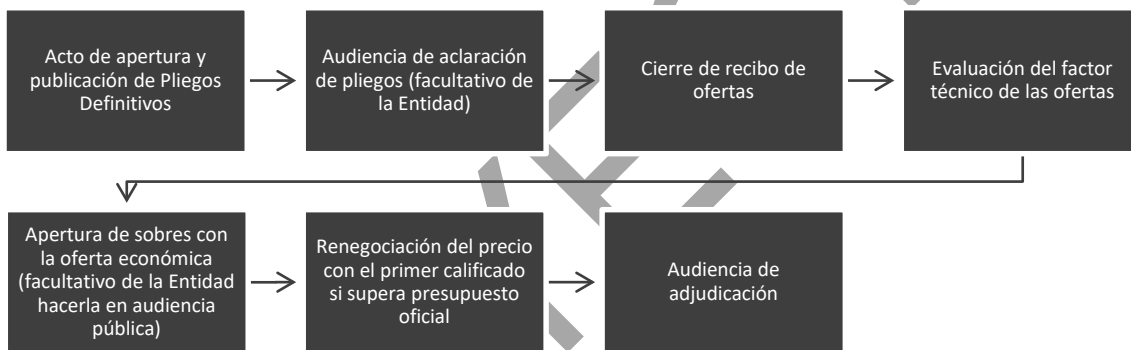 Acto de apertura y
publicación de Pliegos
Definitivos
Audiencia de aclaración
de pliegos (facultativo de
la Entidad)
Cierre de recibo de
ofertas
Evaluación del factor
técnico de las ofertas
Apertura de sobres con
la oferta económica
(facultativo de la Entidad
hacerla en audiencia
pública)
Renegociación del precio
con el primer calificado
si supera presupuesto
oficial
Audiencia de
adjudicación